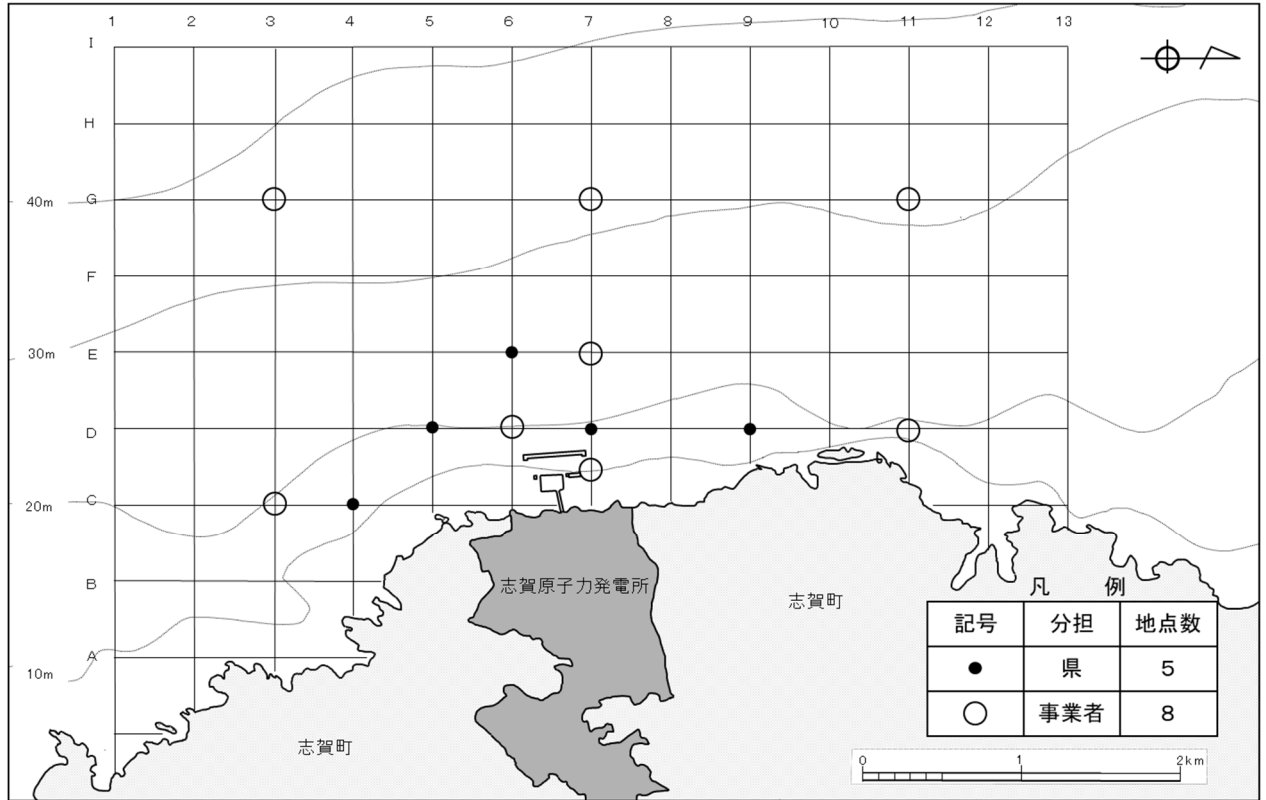 1 2 3 4 5 6 7 8 9 10 11 12 13
I
H
40m G
F
30m E
D
20m C
B
志賀原子力発電所
志賀町
A
10m
志賀町
凡 例
記号 分担 地点数
● 県 5
○ 事業者 8
0 1 2km